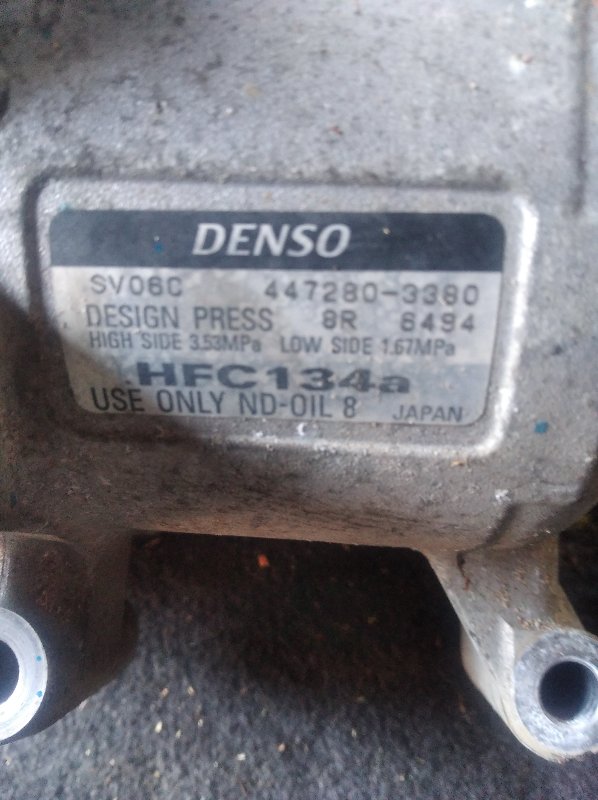 DENSO
SV06C 447280-3380
DESIGN PRESS 8R 6494
HIGH SIDE 3.53MPa LOW SIDE 1.67MPa
HFC134a
USE ONLY ND-OIL 8 JAPAN